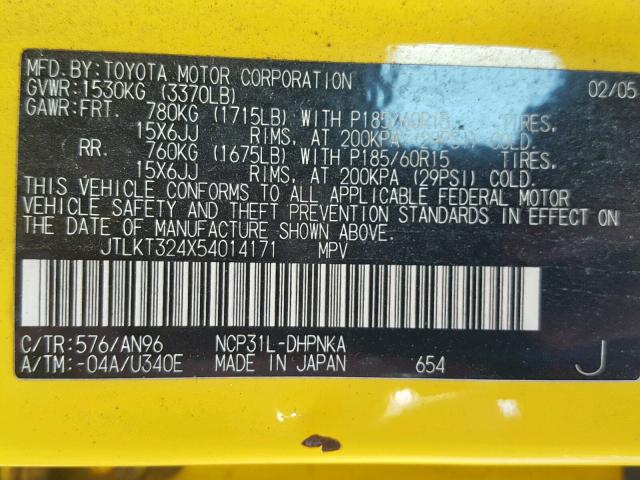 MFD.BY:TOYOTA MOTOR CORPORATION 02/05
GVWR:1530KG (3370LB)
GAWR:FRT. 780KG (1715LB) WITH P185/60R15 TIRES,
15X6JJ RIMS, AT 200KPA (29PSI) COLD.
RR. 760KG (1675LB) WITH P185/60R15 TIRES,
15X6JJ RIMS, AT 200KPA (29PSI) COLD.
THIS VEHICLE CONFORMS TO ALL APPLICABLE FEDERAL MOTOR
VEHICLE SAFETY AND THEFT PREVENTION STANDARDS IN EFFECT ON
THE DATE OF MANUFACTURE SHOWN ABOVE.
JTLKT324X54014171 MPV
C/TR:576/AN96 NCP31L-DHPNKA
A/TM:-04A/U340E MADE IN JAPAN 654 J